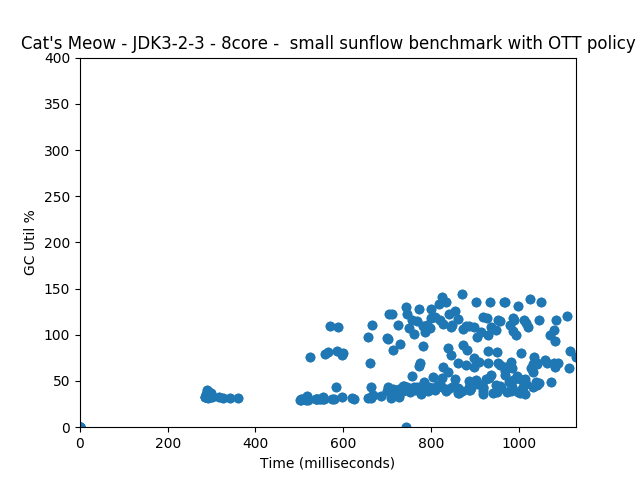 Cat's Meow - JDK3-2-3 - 8core -  small sunflow benchmark with OTT policy
400
350
300
250
200
150
100
50
0
GC Util %
0 200 400 600 800 1000
Time (milliseconds)